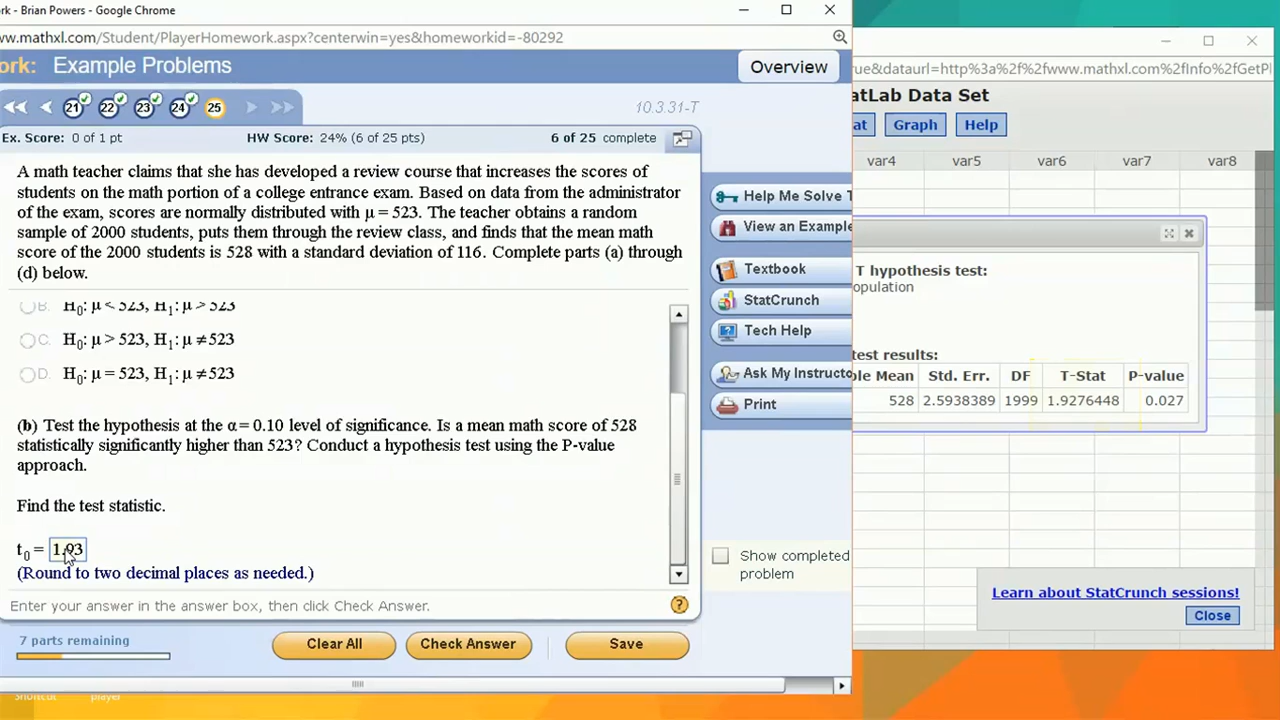 rk - Brian Powers - Google Chrome
ww.mathxl.com/Student/PlayerHomework.aspx?centerwin=yes&homeworkid=-80292
ork: Example Problems
Overview
21 22 23 24 25
10.3.31-T
Ex. Score: 0 of 1 pt
HW Score: 24% (6 of 25 pts)
6 of 25 complete
A math teacher claims that she has developed a review course that increases the scores of
students on the math portion of a college entrance exam. Based on data from the administrator
of the exam, scores are normally distributed with μ = 523. The teacher obtains a random
sample of 2000 students, puts them through the review class, and finds that the mean math
score of the 2000 students is 528 with a standard deviation of 116. Complete parts (a) through
(d) below.
B. H0: μ < 523, H1: μ > 523
C. H0: μ > 523, H1: μ ≠ 523
D. H0: μ = 523, H1: μ ≠ 523
(b) Test the hypothesis at the α = 0.10 level of significance. Is a mean math score of 528
statistically significantly higher than 523? Conduct a hypothesis test using the P-value
approach.
Find the test statistic.
t0 = 1.93
(Round to two decimal places as needed.)
Enter your answer in the answer box, then click Check Answer.
?
7 parts remaining
Clear All
Check Answer
Save
Help Me Solve T
View an Example
Textbook
StatCrunch
Tech Help
Ask My Instructo
Print
Show completed
problem
rue&dataurl=http%3a%2f%2fwww.mathxl.com%2fInfo%2fGetPl
atLab Data Set
at Graph Help
var4 var5 var6 var7 var8
T hypothesis test:
opulation
test results:
le Mean Std. Err. DF T-Stat P-value
528 2.5938389 1999 1.9276448 0.027
Learn about StatCrunch sessions!
Close
Shortcut
player